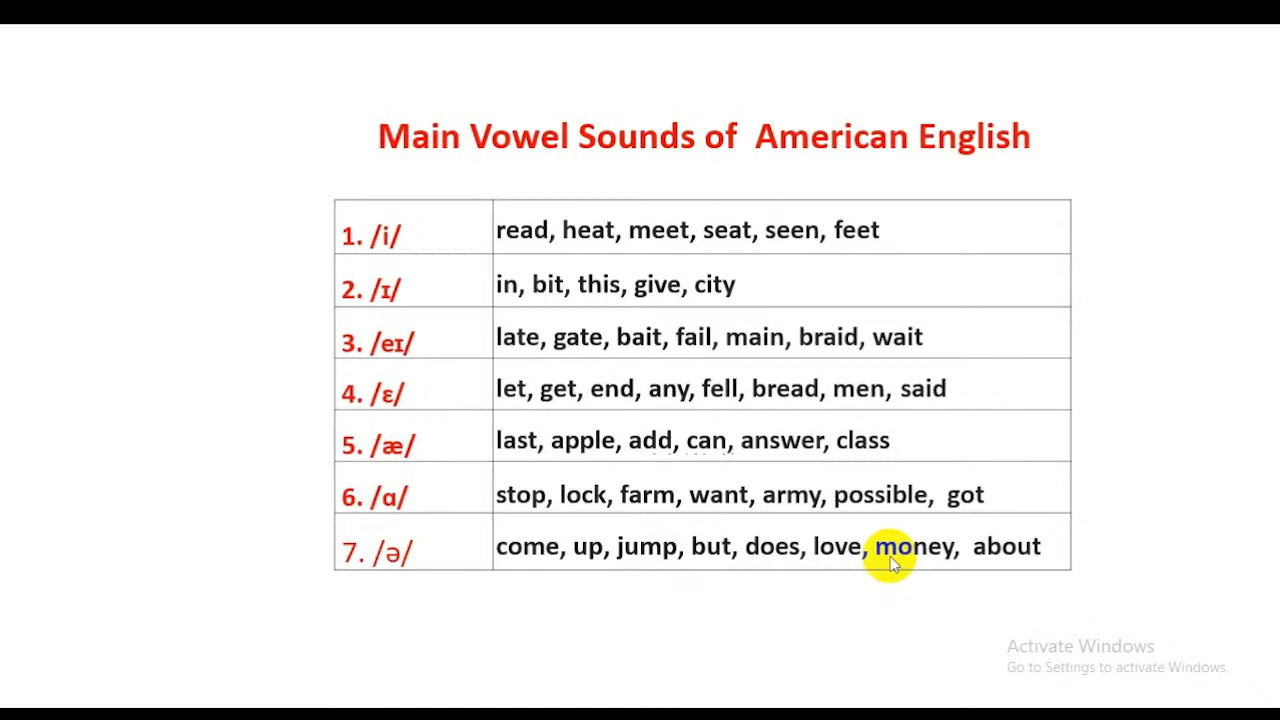 Main Vowel Sounds of  American English
1. /i/ read, heat, meet, seat, seen, feet
2. /ɪ/ in, bit, this, give, city
3. /eɪ/ late, gate, bait, fail, main, braid, wait
4. /ɛ/ let, get, end, any, fell, bread, men, said
5. /æ/ last, apple, add, can, answer, class
6. /ɑ/ stop, lock, farm, want, army, possible,  got
7. /ə/ come, up, jump, but, does, love, money,  about
Activate Windows
Go to Settings to activate Windows.